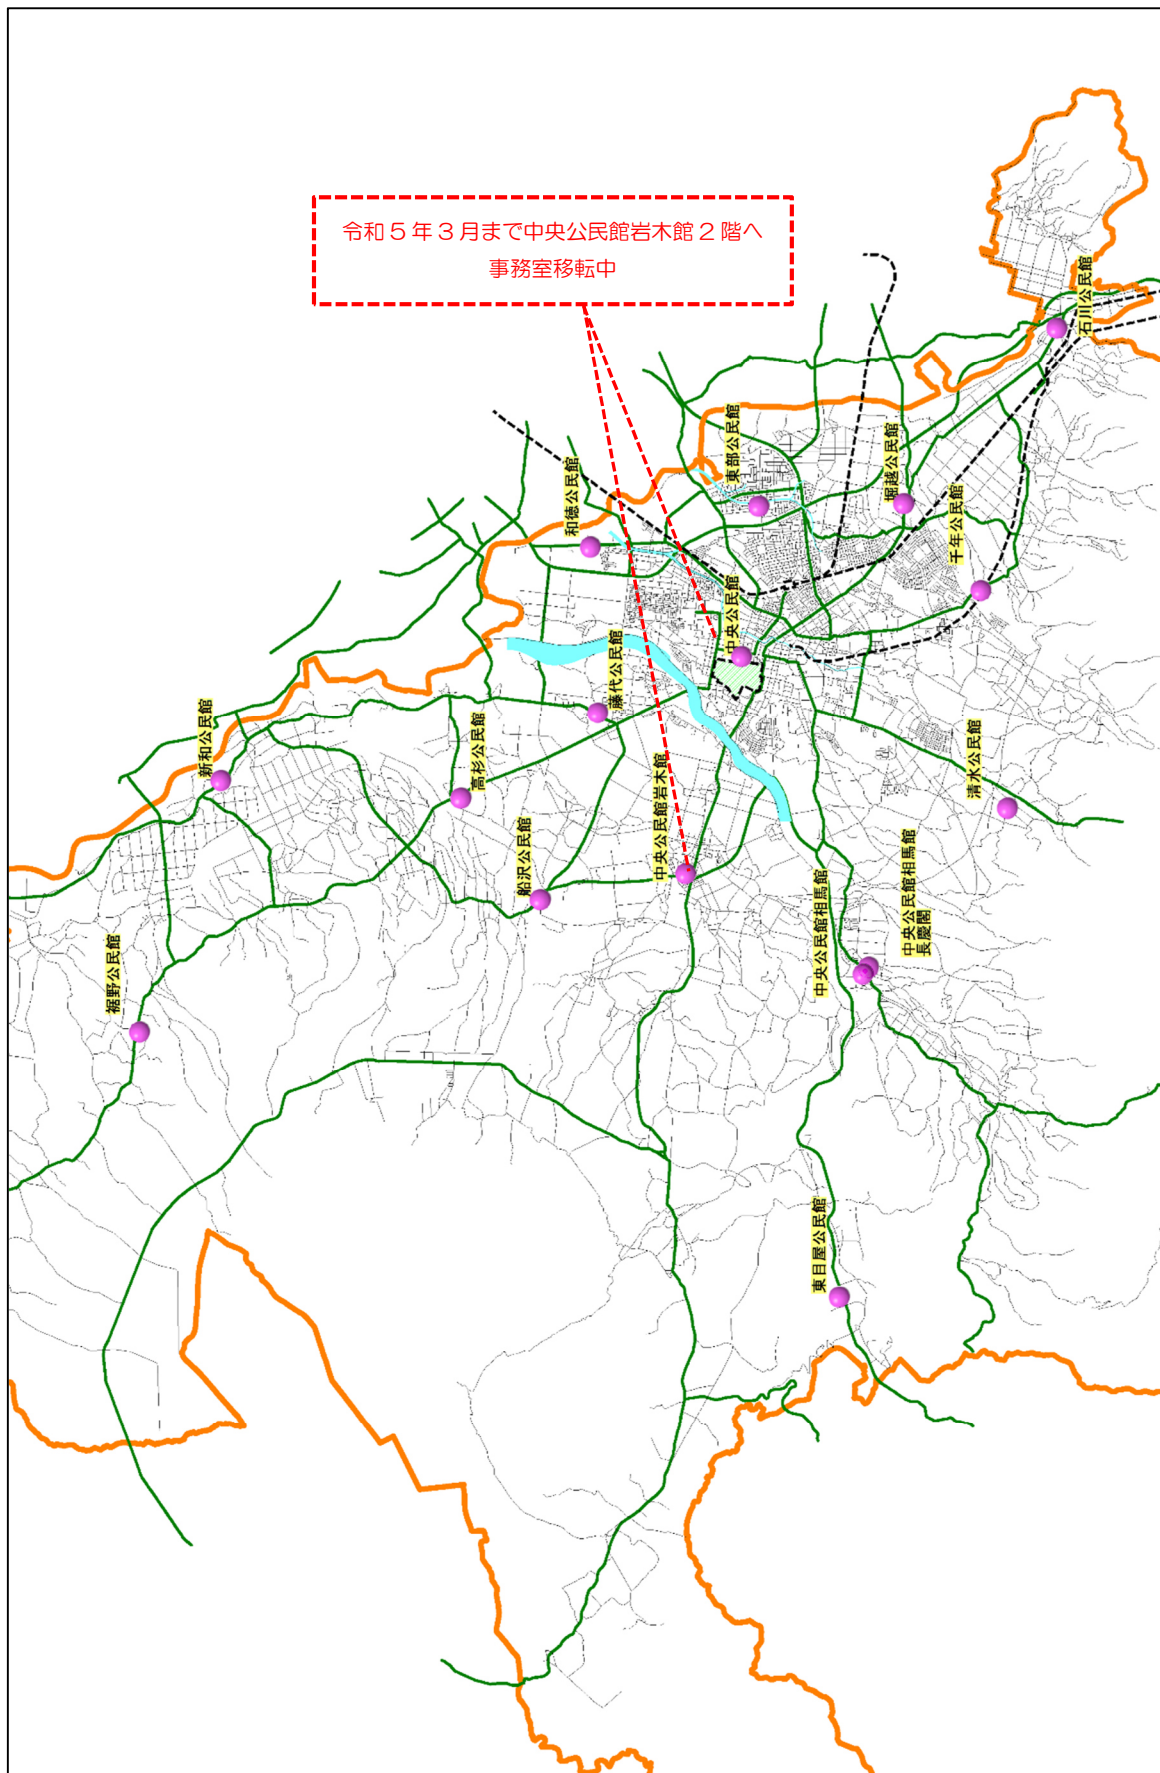 令和５年３月まで中央公民館岩木館２階へ
事務室移転中
石川公民館
東部公民館
堀越公民館
和徳公民館
千年公民館
中央公民館
藤代公民館
高杉公民館
新和公民館
清水公民館
中央公民館岩木館
船沢公民館
中央公民館相馬館
中央公民館相馬館
長慶閣
裾野公民館
東目屋公民館